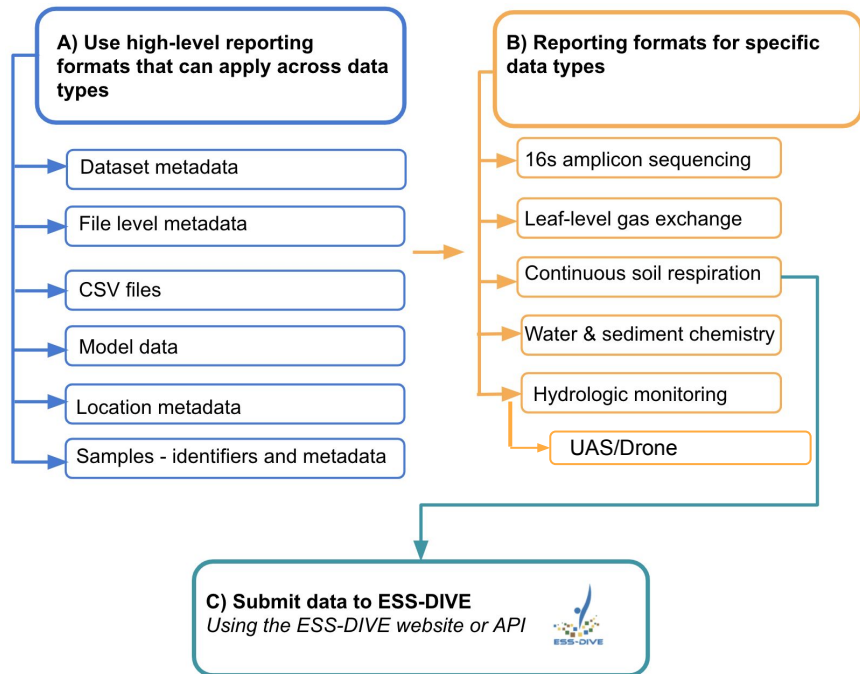 A) Use high-level reporting
formats that can apply across data
types
Dataset metadata
File level metadata
CSV files
Model data
Location metadata
Samples - identifiers and metadata
B) Reporting formats for specific
data types
16s amplicon sequencing
Leaf-level gas exchange
Continuous soil respiration
Water & sediment chemistry
Hydrologic monitoring
UAS/Drone
C) Submit data to ESS-DIVE
Using the ESS-DIVE website or API
ESS-DIVE